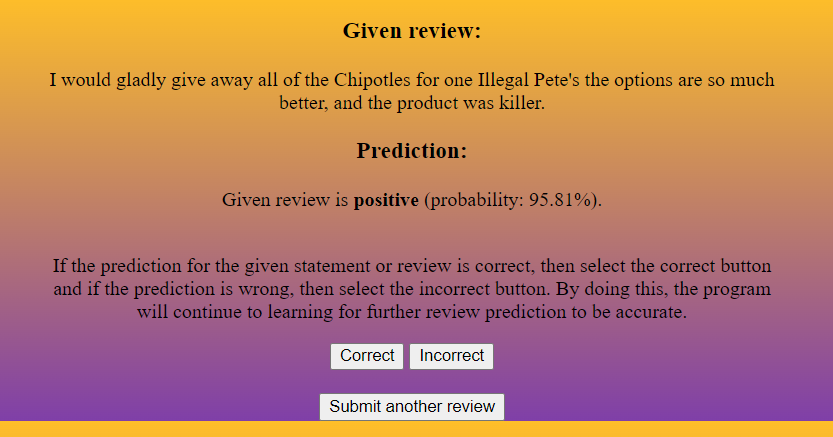 Given review:
I would gladly give away all of the Chipotles for one Illegal Pete's the options are so much
better, and the product was killer.
Prediction:
Given review is positive (probability: 95.81%).
If the prediction for the given statement or review is correct, then select the correct button
and if the prediction is wrong, then select the incorrect button. By doing this, the program
will continue to learning for further review prediction to be accurate.
Correct Incorrect
Submit another review